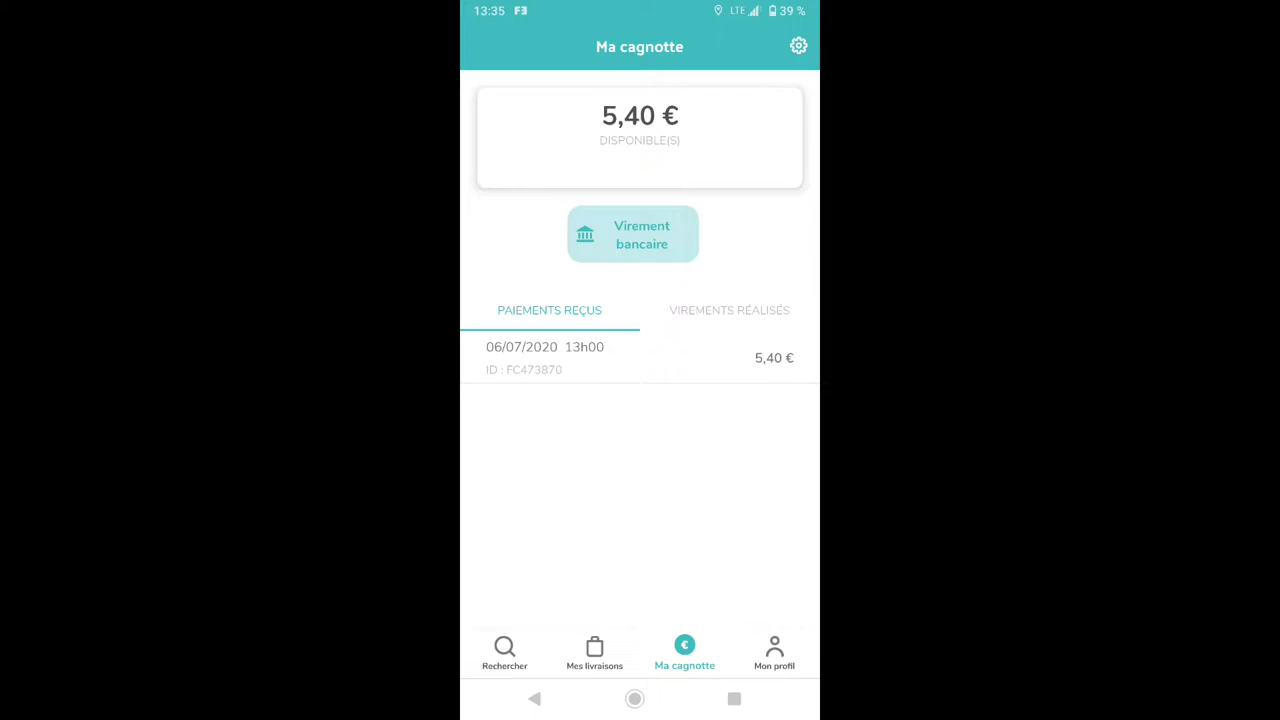 13:35 F3 LTE 39 %
Ma cagnotte
5,40 €
DISPONIBLE(S)
Virement
bancaire
PAIEMENTS REÇUS VIREMENTS RÉALISÉS
06/07/2020 13h00
5,40 €
ID : FC473870
€
Rechercher Mes livraisons Ma cagnotte Mon profil